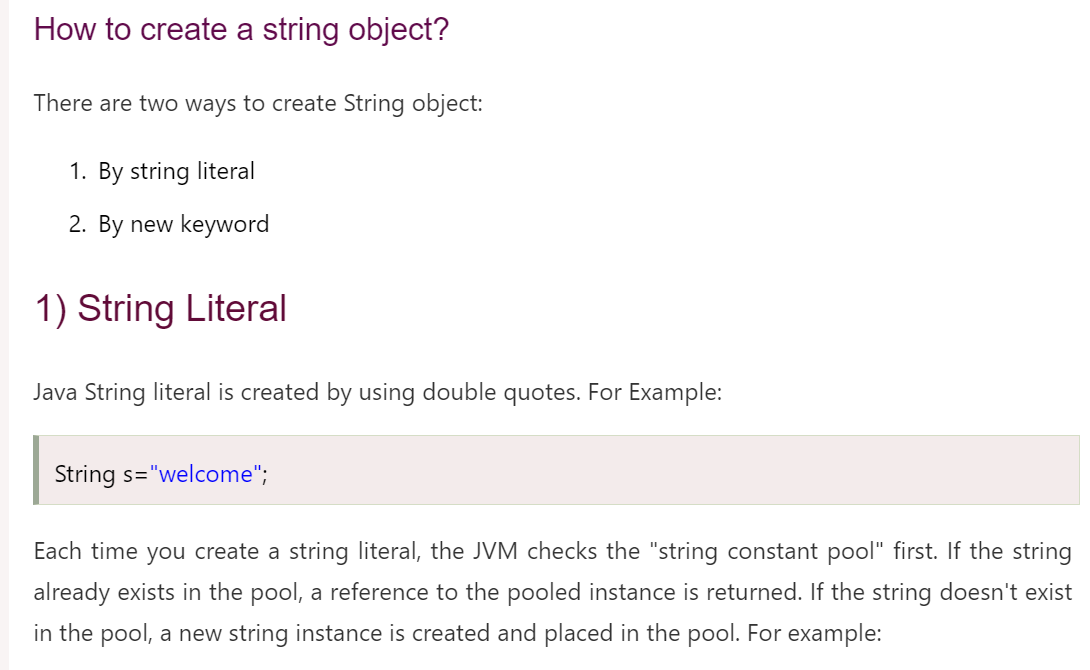 How to create a string object?
There are two ways to create String object:
1. By string literal
2. By new keyword
1) String Literal
Java String literal is created by using double quotes. For Example:
String s="welcome";
Each time you create a string literal, the JVM checks the "string constant pool" first. If the string
already exists in the pool, a reference to the pooled instance is returned. If the string doesn't exist
in the pool, a new string instance is created and placed in the pool. For example: